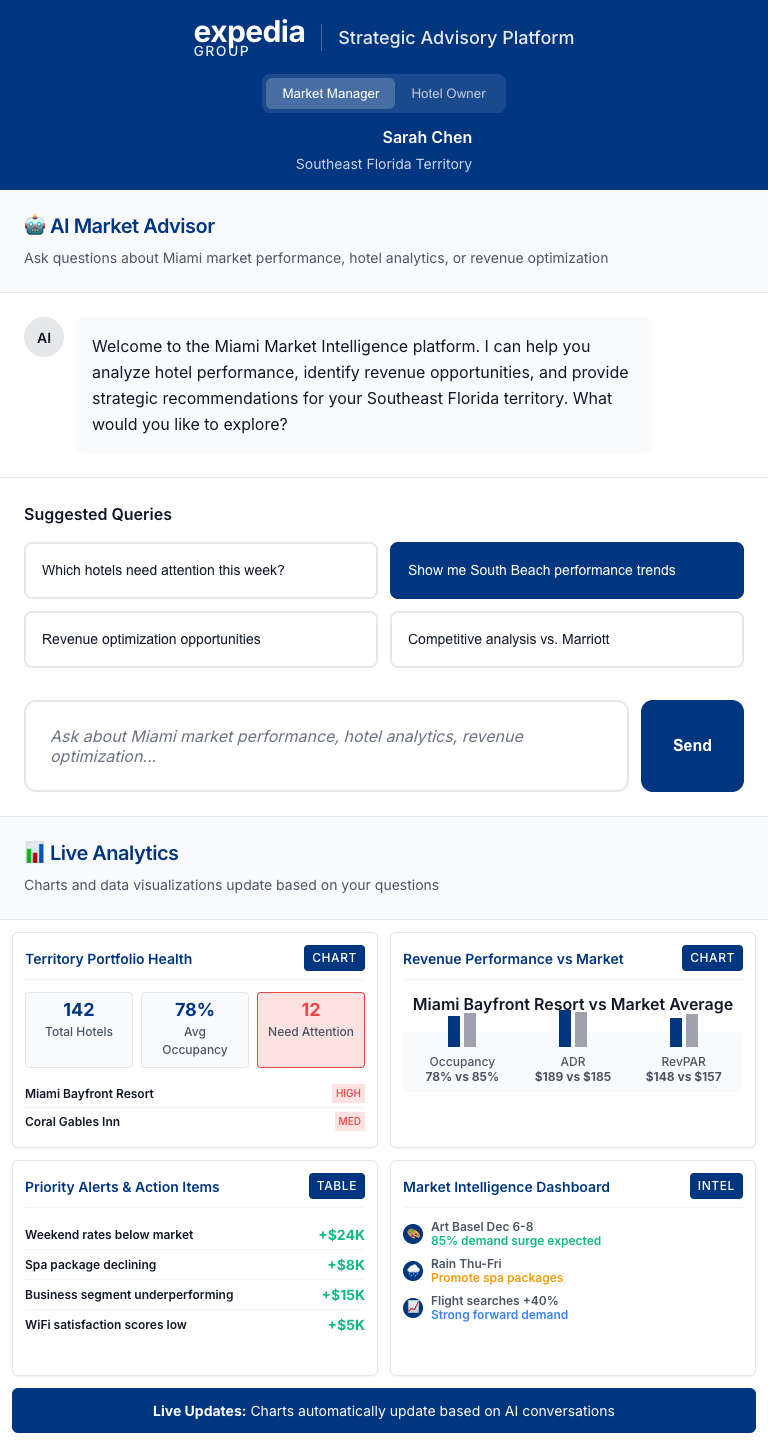 expedia
GROUP
Strategic Advisory Platform
Market Manager
Hotel Owner
Sarah Chen
Southeast Florida Territory
AI Market Advisor
Ask questions about Miami market performance, hotel analytics, or revenue optimization
AI
Welcome to the Miami Market Intelligence platform. I can help you
analyze hotel performance, identify revenue opportunities, and provide
strategic recommendations for your Southeast Florida territory. What
would you like to explore?
Suggested Queries
Which hotels need attention this week?
Show me South Beach performance trends
Revenue optimization opportunities
Competitive analysis vs. Marriott
Ask about Miami market performance, hotel analytics, revenue
optimization...
Send
Live Analytics
Charts and data visualizations update based on your questions
Territory Portfolio Health
CHART
142
Total Hotels
78%
Avg
Occupancy
12
Need Attention
Miami Bayfront Resort
HIGH
Coral Gables Inn
MED
Revenue Performance vs Market
CHART
Miami Bayfront Resort vs Market Average
Occupancy
78% vs 85%
ADR
$189 vs $185
RevPAR
$148 vs $157
Priority Alerts & Action Items
TABLE
Weekend rates below market
+$24K
Spa package declining
+$8K
Business segment underperforming
+$15K
WiFi satisfaction scores low
+$5K
Market Intelligence Dashboard
INTEL
Art Basel Dec 6-8
85% demand surge expected
Rain Thu-Fri
Promote spa packages
Flight searches +40%
Strong forward demand
Live Updates: Charts automatically update based on AI conversations